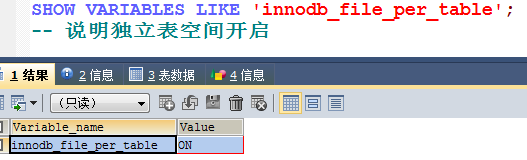 SHOW VARIABLES LIKE 'innodb_file_per_table';
-- 说明独立表空间开启
1 结果 2 信息 3 表数据 4 信息
(只读)
Variable_name Value
innodb_file_per_table ON